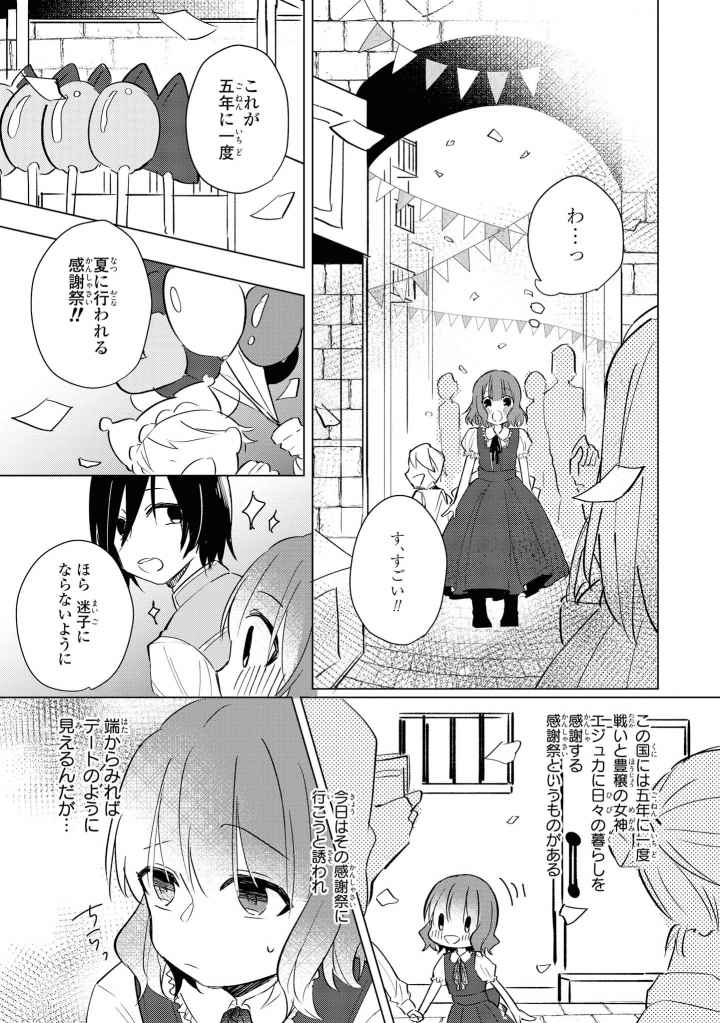 わ…っ
す、すごい!!
これが
五年に一度
夏に行われる
感謝祭!!
ほら 迷子に
ならないように
この国には五年に一度
戦いと豊穣の女神
エジュカに日々の暮らしを
感謝する
感謝祭というものがある
今日はその感謝祭に
行こうと誘われ
端からみれば
デートのように
見えるんだが…
ちらっ